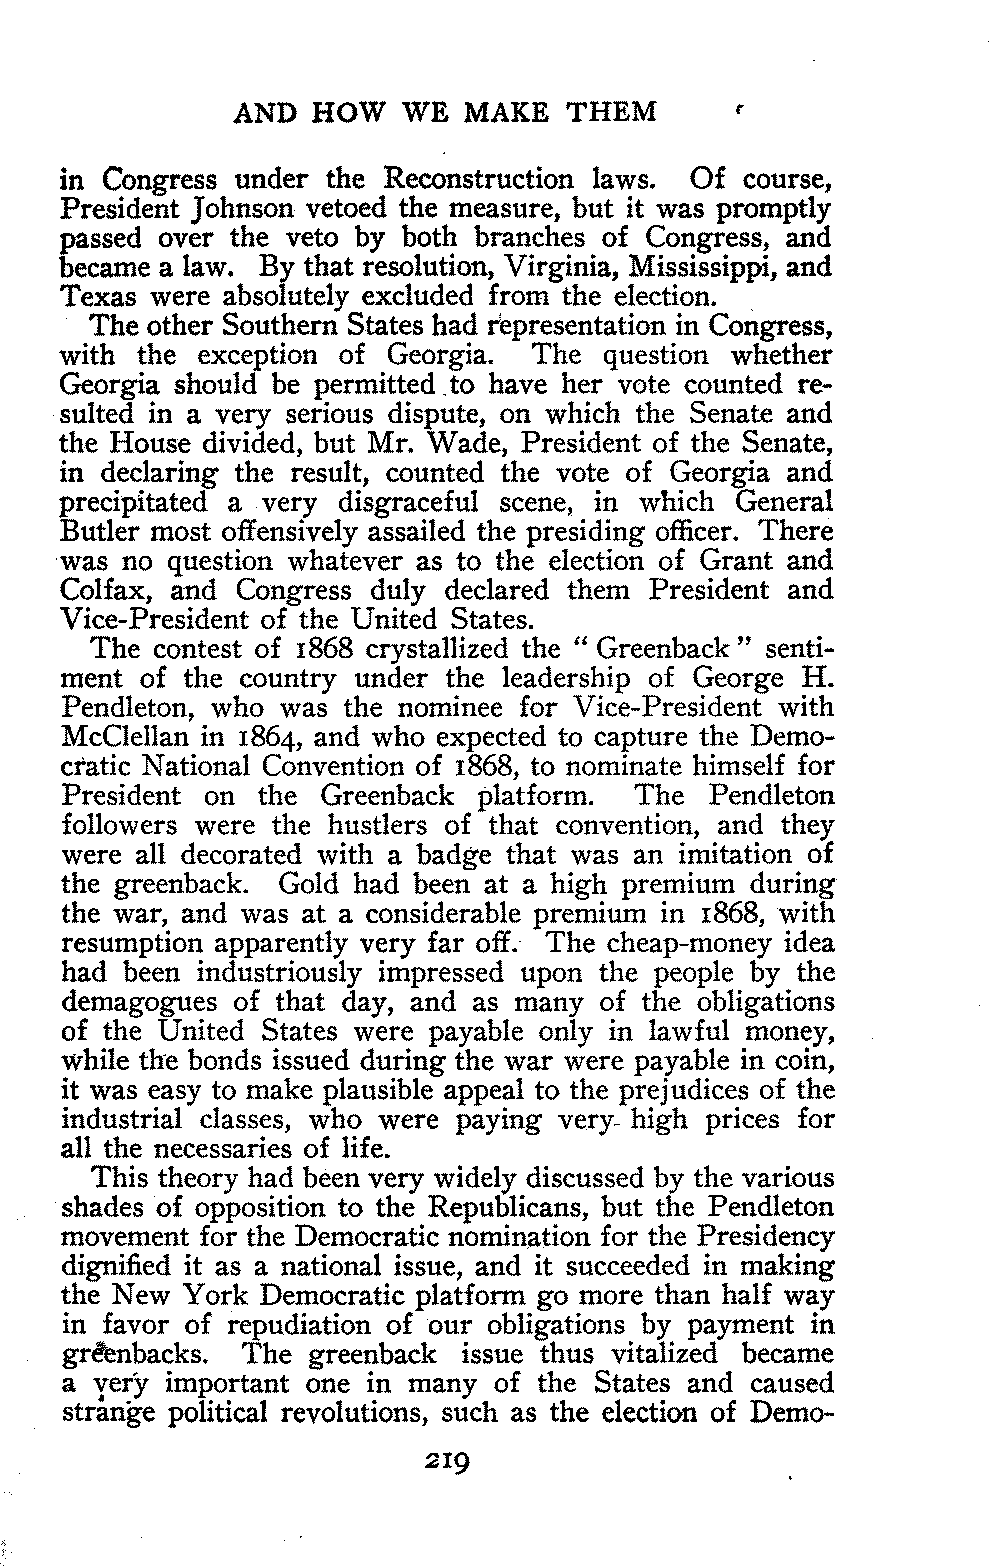 AND HOW WE MAKE THEM
in Congress under the Reconstruction laws. Of course,
President Johnson vetoed the measure, but it was promptly
passed over the veto by both branches of Congress, and
became a law. By that resolution, Virginia, Mississippi, and
Texas were absolutely excluded from the election.
The other Southern States had representation in Congress,
with the exception of Georgia. The question whether
Georgia should be permitted to have her vote counted re-
sulted in a very serious dispute, on which the Senate and
the House divided, but Mr. Wade, President of the Senate,
in declaring the result, counted the vote of Georgia and
precipitated a very disgraceful scene, in which General
Butler most offensively assailed the presiding officer. There
was no question whatever as to the election of Grant and
Colfax, and Congress duly declared them President and
Vice-President of the United States.
The contest of 1868 crystallized the “ Greenback ” senti-
ment of the country under the leadership of George H.
Pendleton, who was the nominee for Vice-President with
McClellan in 1864, and who expected to capture the Demo-
cratic National Convention of 1868, to nominate himself for
President on the Greenback platform. The Pendleton
followers were the hustlers of that convention, and they
were all decorated with a badge that was an imitation of
the greenback. Gold had been at a high premium during
the war, and was at a considerable premium in 1868, with
resumption apparently very far off. The cheap-money idea
had been industriously impressed upon the people by the
demagogues of that day, and as many of the obligations
of the United States were payable only in lawful money,
while the bonds issued during the war were payable in coin,
it was easy to make plausible appeal to the prejudices of the
industrial classes, who were paying very high prices for
all the necessaries of life.
This theory had been very widely discussed by the various
shades of opposition to the Republicans, but the Pendleton
movement for the Democratic nomination for the Presidency
dignified it as a national issue, and it succeeded in making
the New York Democratic platform go more than half way
in favor of repudiation of our obligations by payment in
greenbacks. The greenback issue thus vitalized became
a very important one in many of the States and caused
strange political revolutions, such as the election of Demo-
219